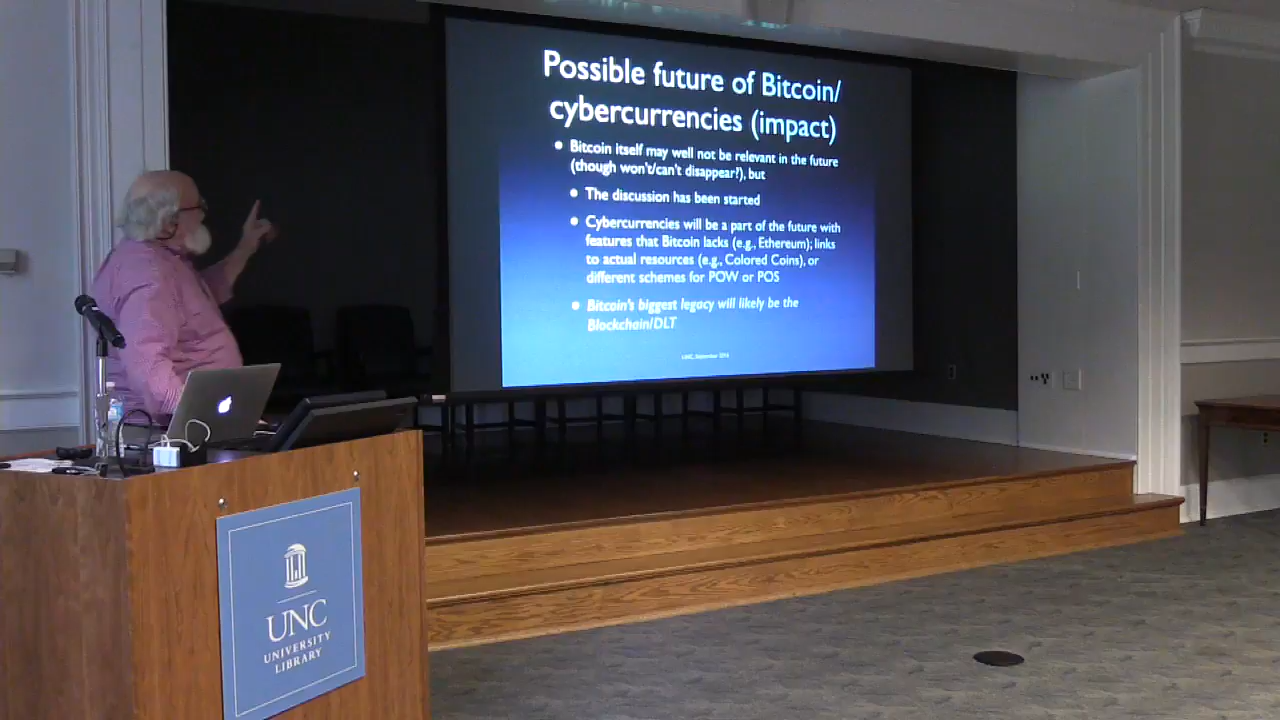 Possible future of Bitcoin/
cybercurrencies (impact)
• Bitcoin itself may well not be relevant in the future
(though won't/can't disappear?), but
• The discussion has been started
• Cybercurrencies will be a part of the future with
features that Bitcoin lacks (e.g., Ethereum); links
to actual resources (e.g., Colored Coins), or
different schemes for POW or POS
• Bitcoin's biggest legacy will likely be the
Blockchain/DLT
UNC, September 2016
UNC
UNIVERSITY
LIBRARY